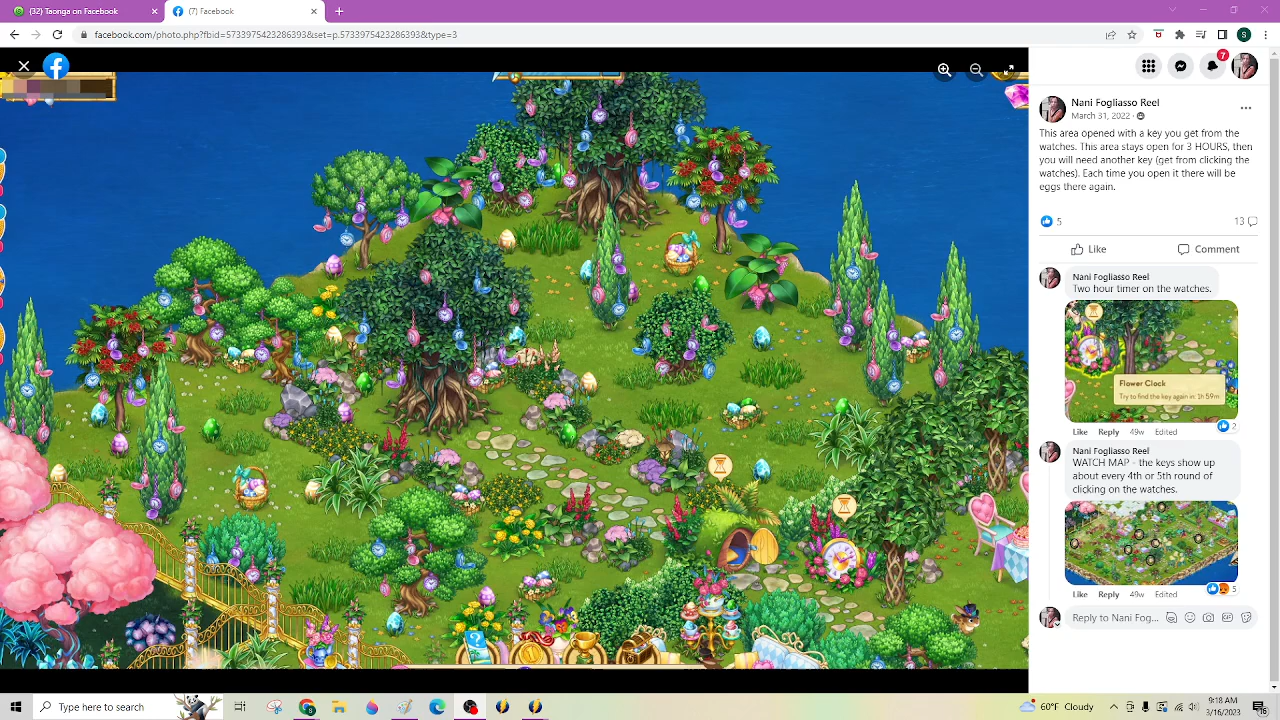 (32) Taonga on Facebook
(7) Facebook
facebook.com/photo.php?fbid=5733975423286393&set=p.5733975423286393&type=3
S
7
Nani Fogliasso Reel
March 31, 2022
This area opened with a key you get from the
watches. This area stays open for 3 HOURS, then
you will need another key (get from clicking the
watches). Each time you open it there will be
eggs there again.
5
13
Like
Comment
Nani Fogliasso Reel
Two hour timer on the watches.
Flower Clock
Try to find the key again in: 1h 59m
2
Like Reply 49w Edited
Nani Fogliasso Reel
WATCH MAP - the keys show up
about every 4th or 5th round of
clicking on the watches.
5
Like Reply 49w Edited
Reply to Nani Fog...
GIF
Type here to search
60°F Cloudy
9:18 AM
3/16/2023